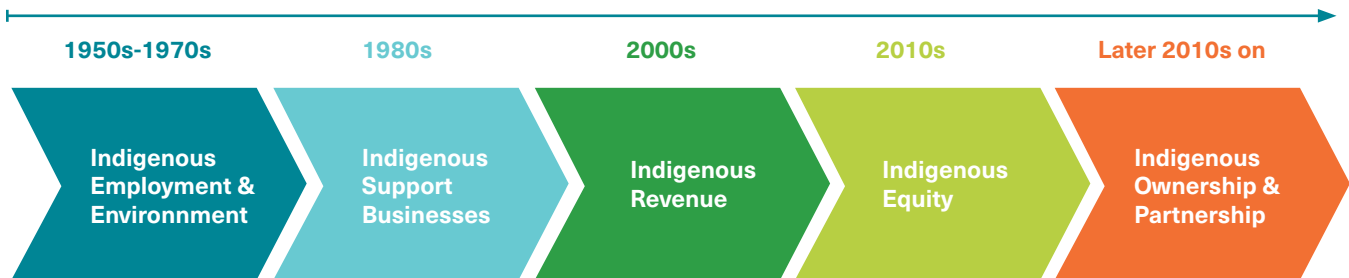 1950s-1970s
1980s
2000s
2010s
Later 2010s on
Indigenous
Employment &
Environnment
Indigenous
Support
Businesses
Indigenous
Revenue
Indigenous
Equity
Indigenous
Ownership &
Partnership